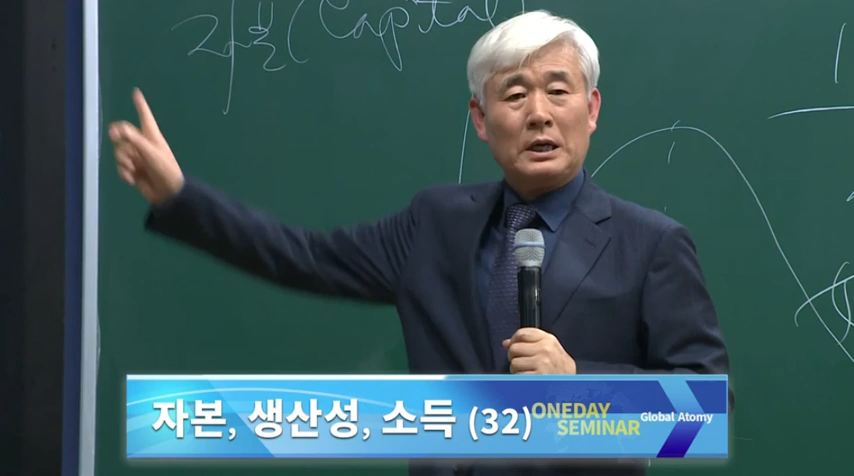 자본 (Capital)
자본, 생산성, 소득 (32)
ONEDAY
SEMINAR
Global Atomy